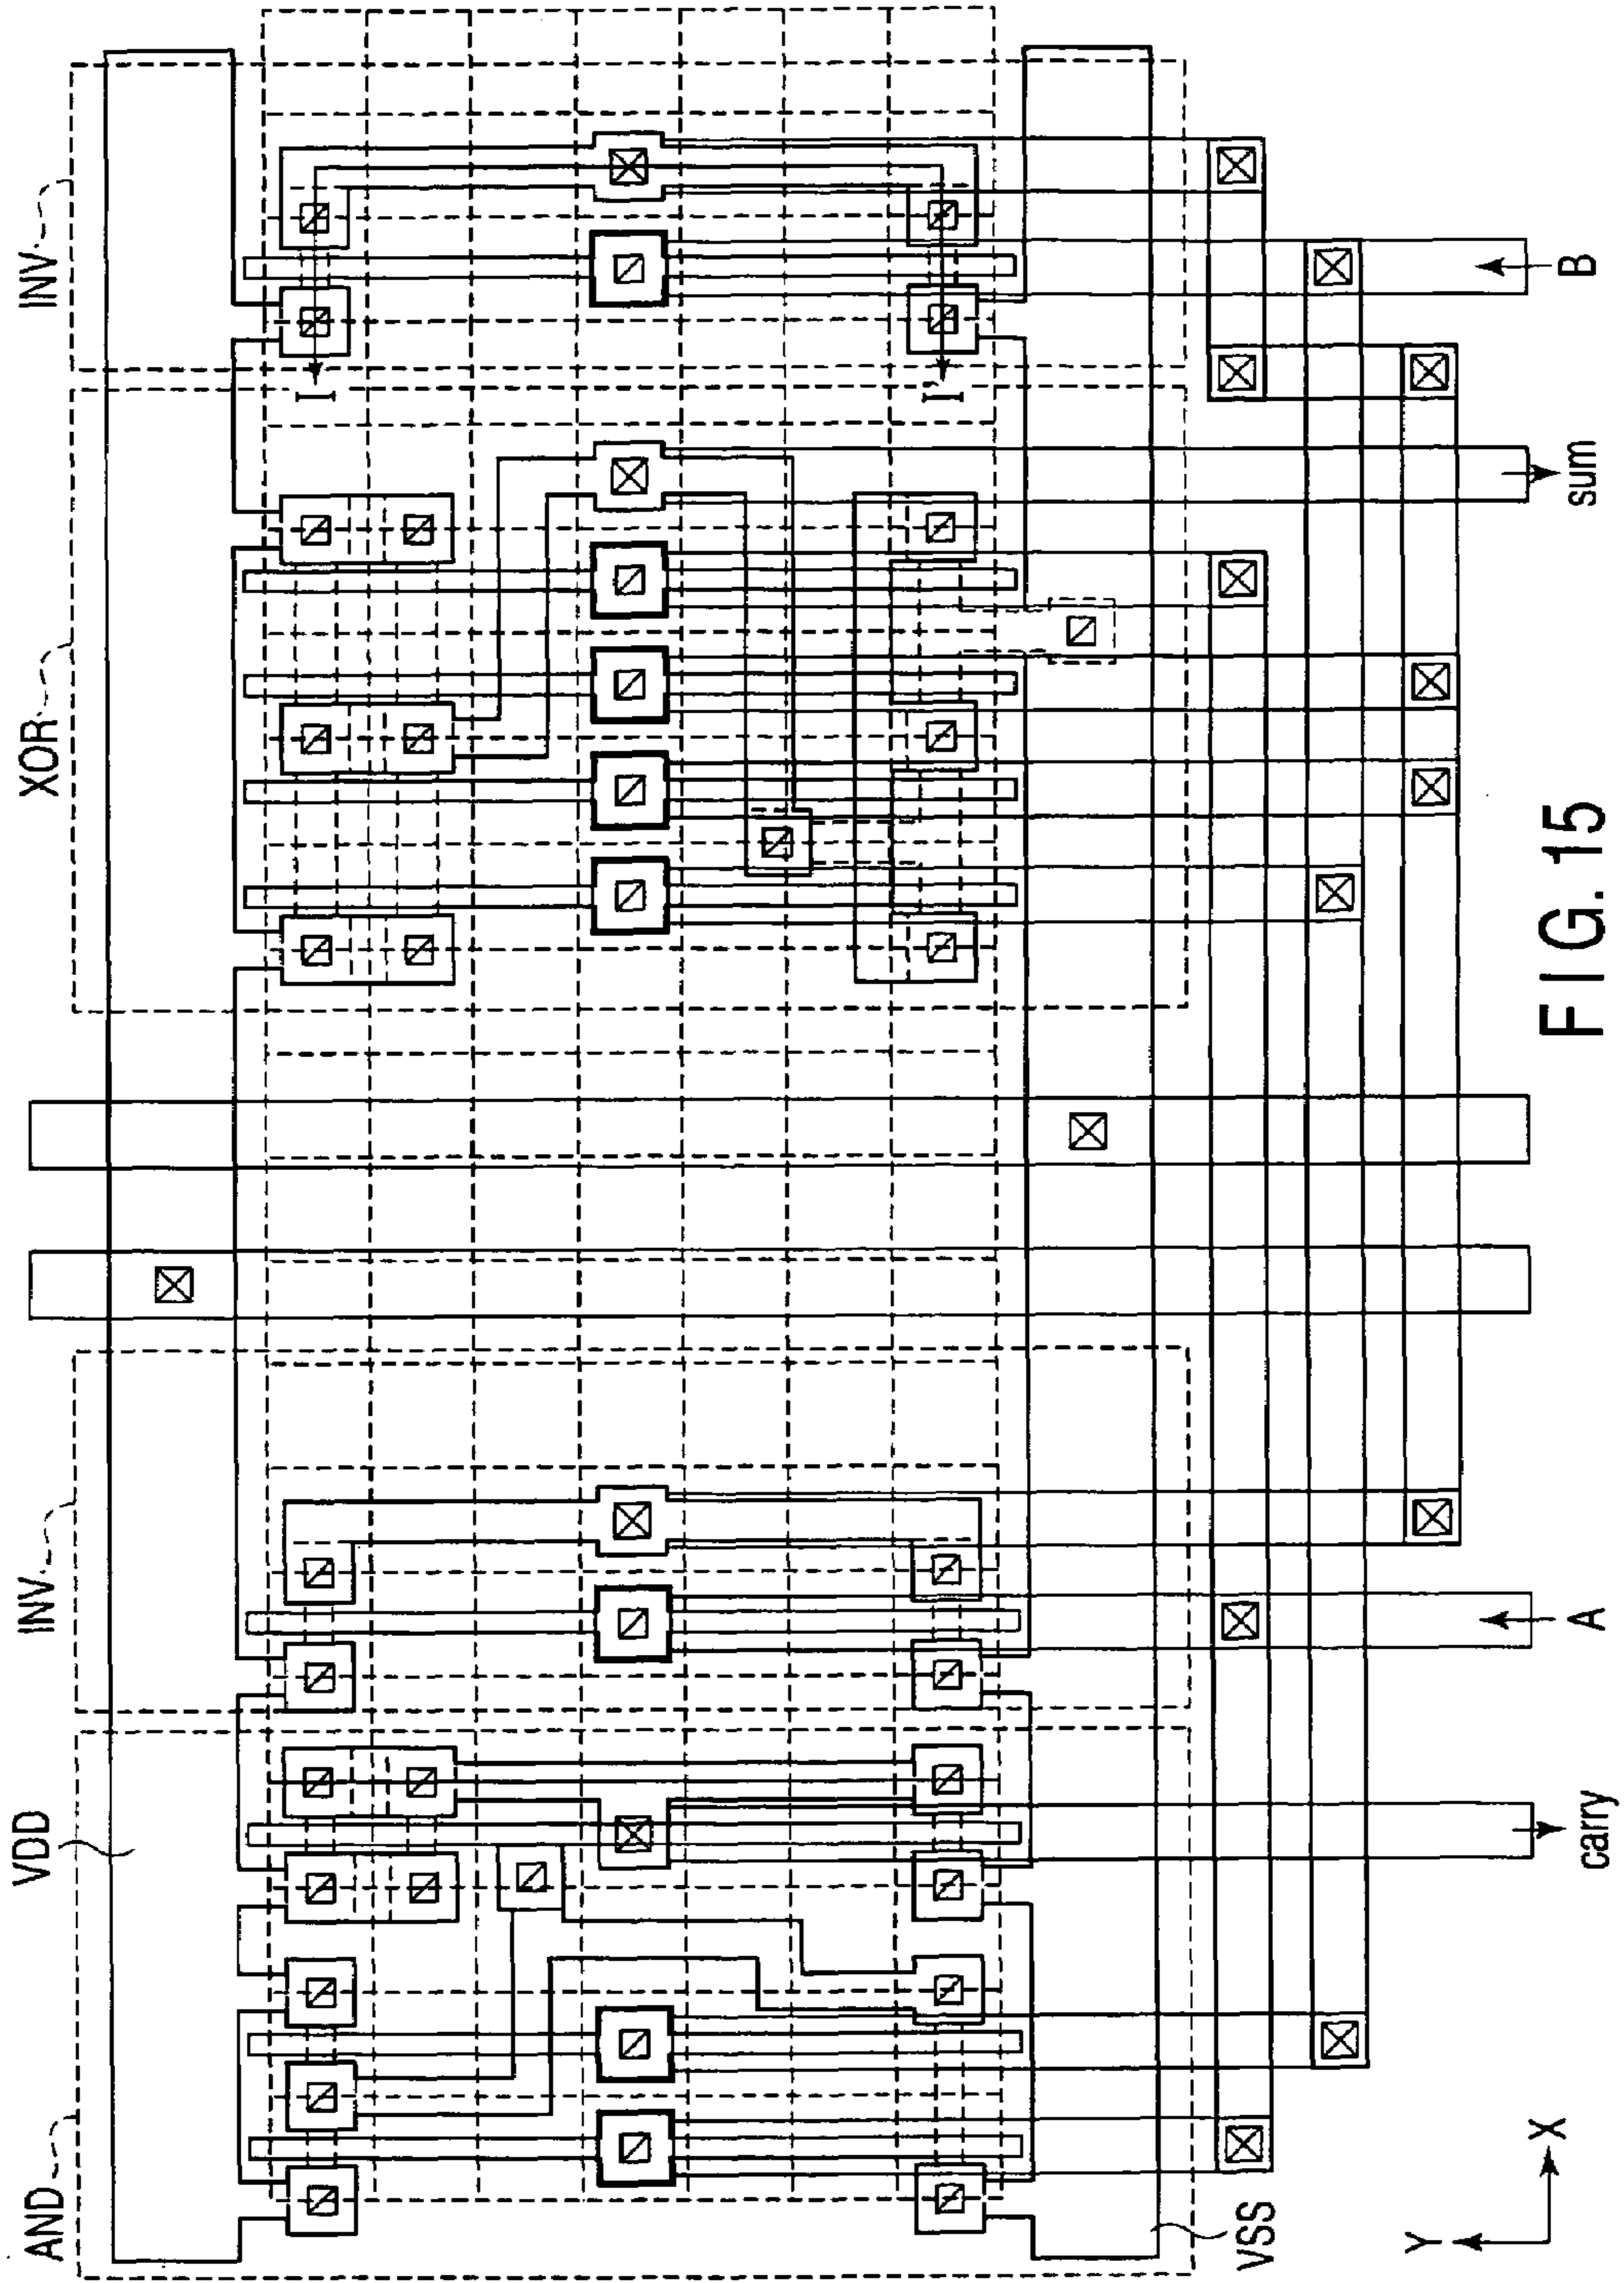 AND
VDD
INV
XOR
INV
VSS
carry
A
sum
B
Y
X
FIG. 15